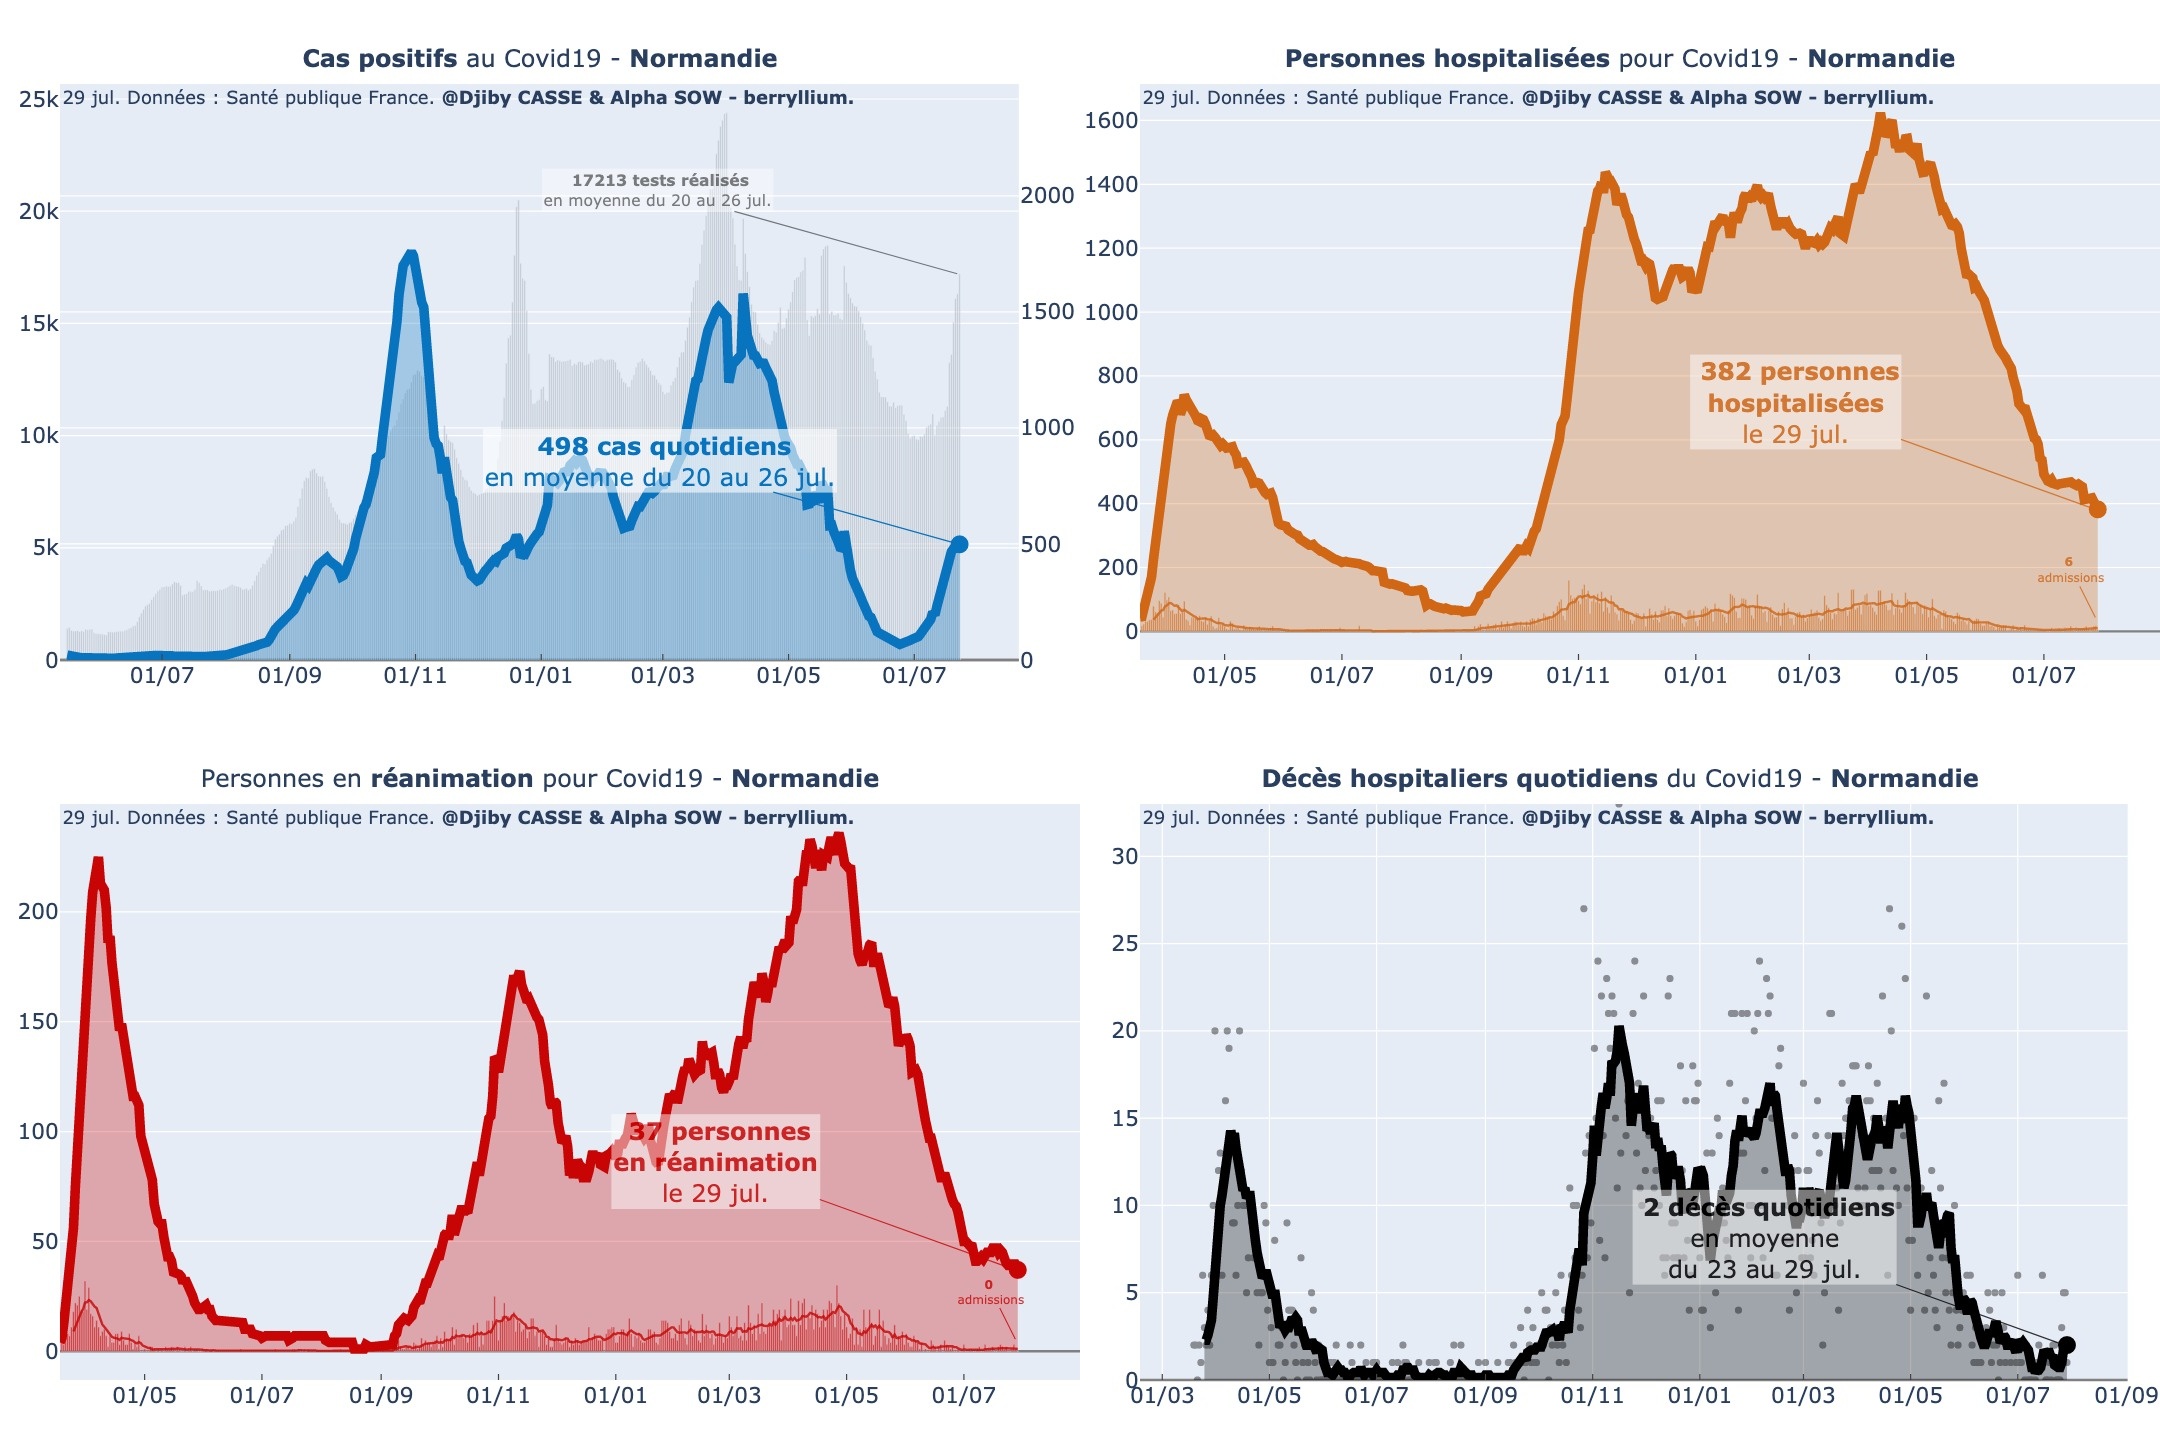 Cas positifs au Covid19 - Normandie
29 jul. Données : Santé publique France. @Djiby CASSE & Alpha SOW - berryllium.
25k
20k
15k
10k
5k
0
2000
1500
1000
500
0
17213 tests réalisés
en moyenne du 20 au 26 jul.
498 cas quotidiens
en moyenne du 20 au 26 jul.
01/07 01/09 01/11 01/01 01/03 01/05 01/07
Personnes hospitalisées pour Covid19 - Normandie
29 jul. Données : Santé publique France. @Djiby CASSE & Alpha SOW - berryllium.
1600
1400
1200
1000
800
600
400
200
0
382 personnes
hospitalisées
le 29 jul.
6
admissions
01/05 01/07 01/09 01/11 01/01 01/03 01/05 01/07
Personnes en réanimation pour Covid19 - Normandie
29 jul. Données : Santé publique France. @Djiby CASSE & Alpha SOW - berryllium.
200
150
100
50
0
37 personnes
en réanimation
le 29 jul.
0
admissions
01/05 01/07 01/09 01/11 01/01 01/03 01/05 01/07
Décès hospitaliers quotidiens du Covid19 - Normandie
29 jul. Données : Santé publique France. @Djiby CASSE & Alpha SOW - berryllium.
30
25
20
15
10
5
0
2 décès quotidiens
en moyenne
du 23 au 29 jul.
01/03 01/05 01/07 01/09 01/11 01/01 01/03 01/05 01/07 01/09